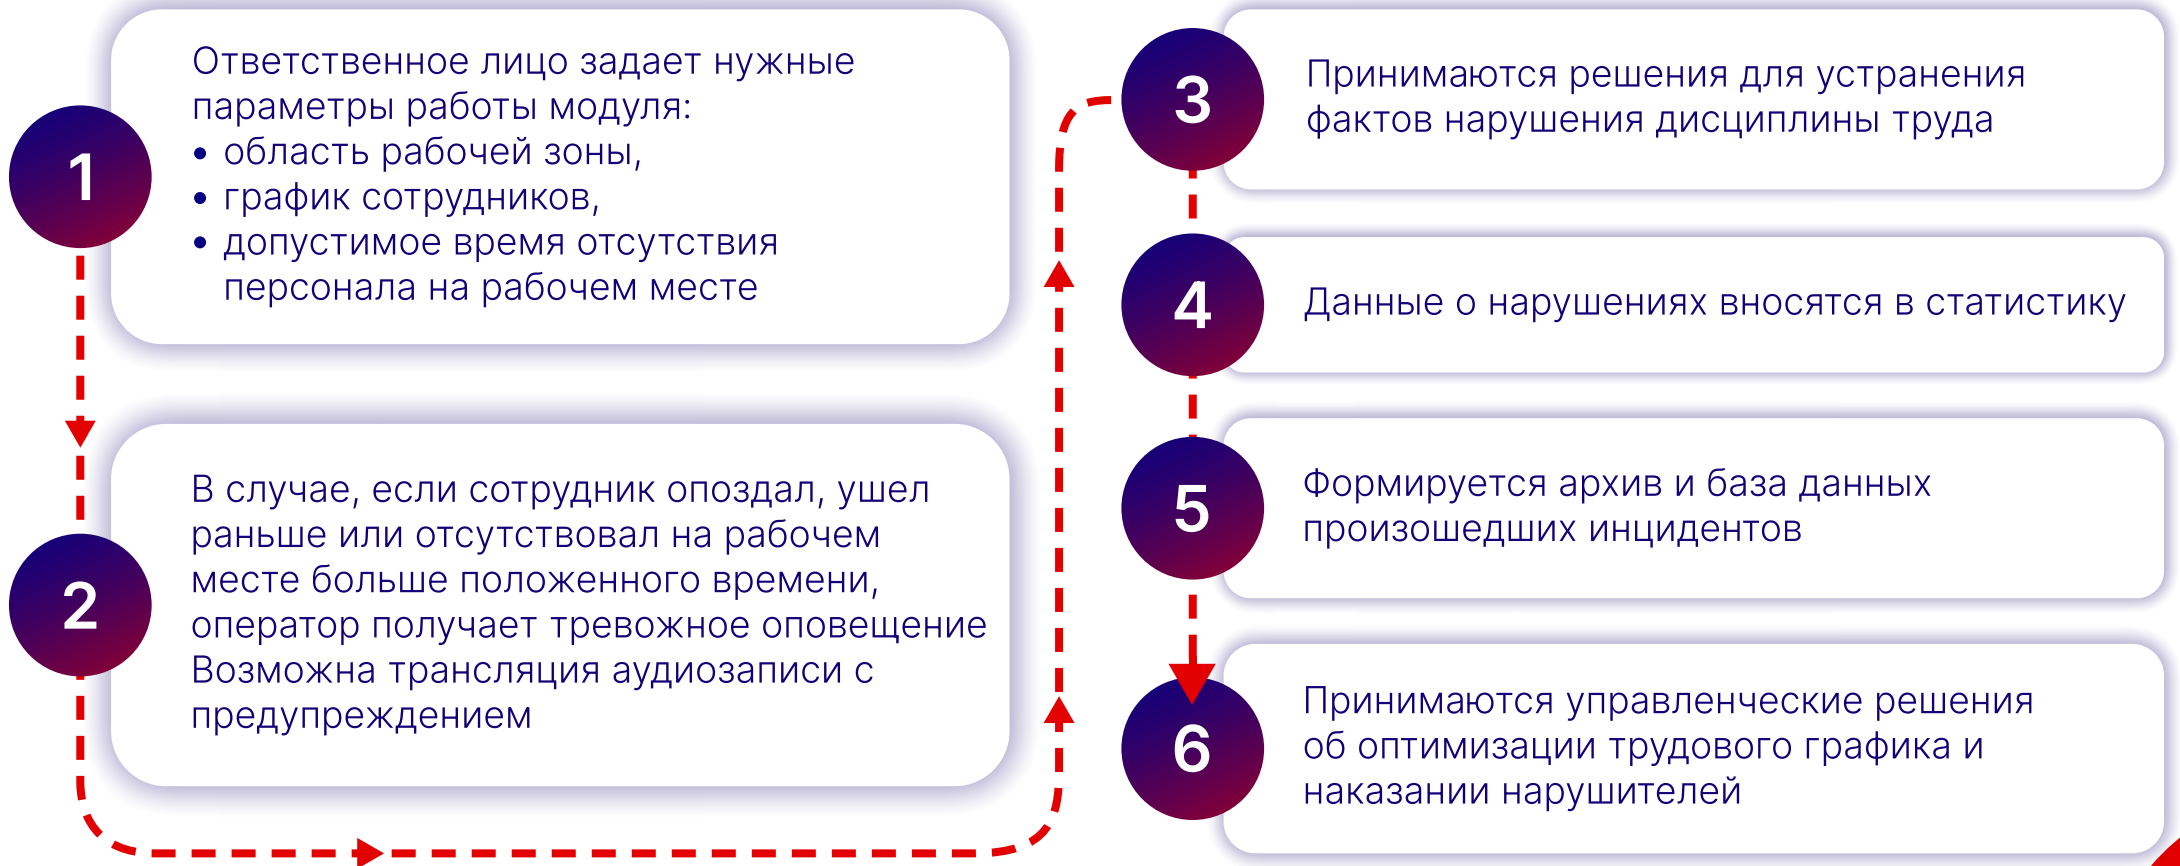 1
Ответственное лицо задает нужные
параметры работы модуля:
• область рабочей зоны,
• график сотрудников,
• допустимое время отсутствия
персонала на рабочем месте
2
В случае, если сотрудник опоздал, ушел
раньше или отсутствовал на рабочем
месте больше положенного времени,
оператор получает тревожное оповещение
Возможна трансляция аудиозаписи с
предупреждением
3
Принимаются решения для устранения
фактов нарушения дисциплины труда
4
Данные о нарушениях вносятся в статистику
5
Формируется архив и база данных
произошедших инцидентов
6
Принимаются управленческие решения
об оптимизации трудового графика и
наказании нарушителей